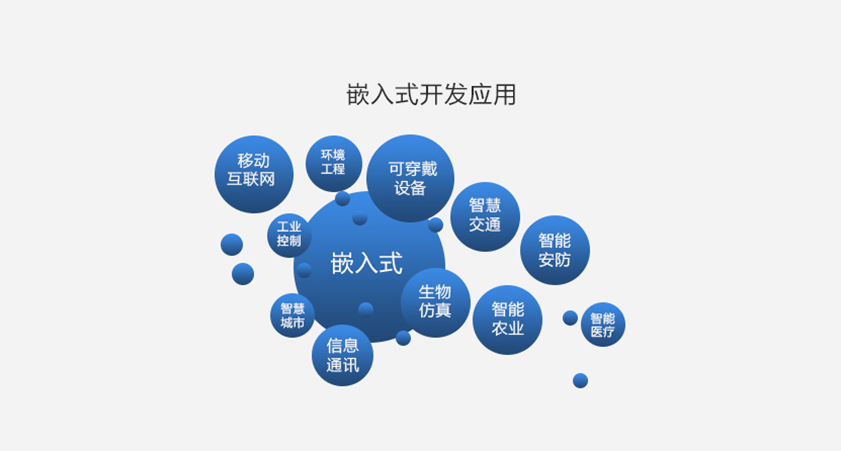 嵌入式开发应用
移动
互联网
环境
工程
可穿戴
设备
智慧
交通
工业
控制
智能
安防
嵌入式
生物
仿真
智慧
城市
智能
农业
智能
医疗
信息
通讯